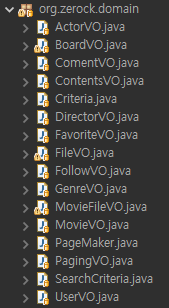 org.zerock.domain
ActorVO.java
BoardVO.java
ComentVO.java
ContentsVO.java
Criteria.java
DirectorVO.java
FavoriteVO.java
FileVO.java
FollowVO.java
GenreVO.java
MovieFileVO.java
MovieVO.java
PageMaker.java
PagingVO.java
SearchCriteria.java
UserVO.java